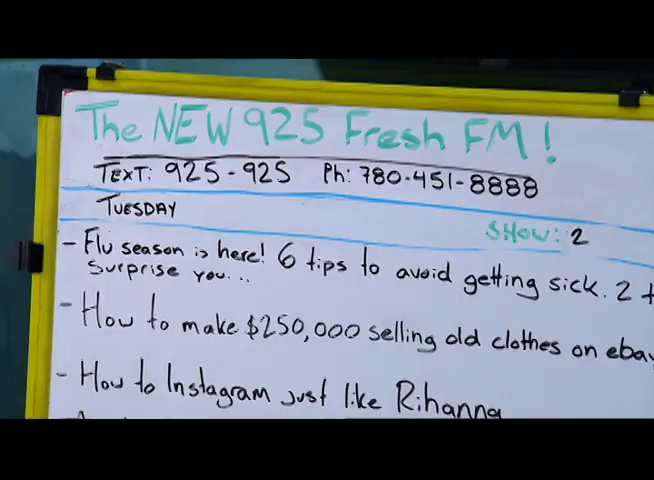 The NEW 925 Fresh FM!
TEXT: 925-925 Ph: 780-451-8888
TUESDAY
SHOW: 2
- Flu season is here! 6 tips to avoid getting sick. 2
surprise you...
- How to make $250,000 selling old clothes on ebay
- How to Instagram just like Rihanna